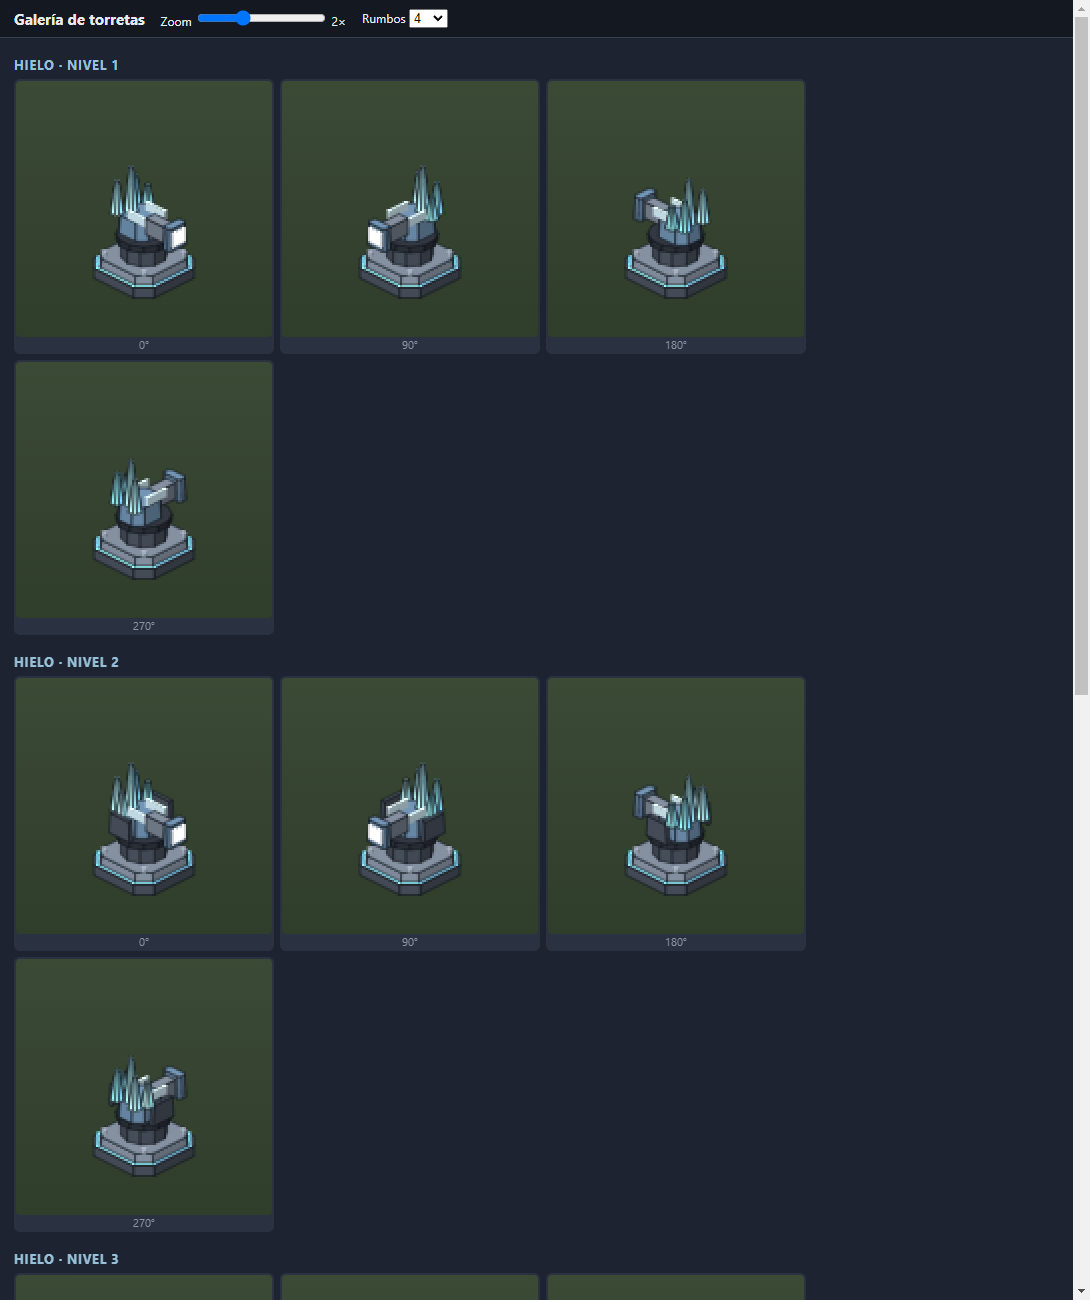 Galería de torretas Zoom 2× Rumbos 4
HIELO · NIVEL 1
0° 90° 180°
270°
HIELO · NIVEL 2
0° 90° 180°
270°
HIELO · NIVEL 3